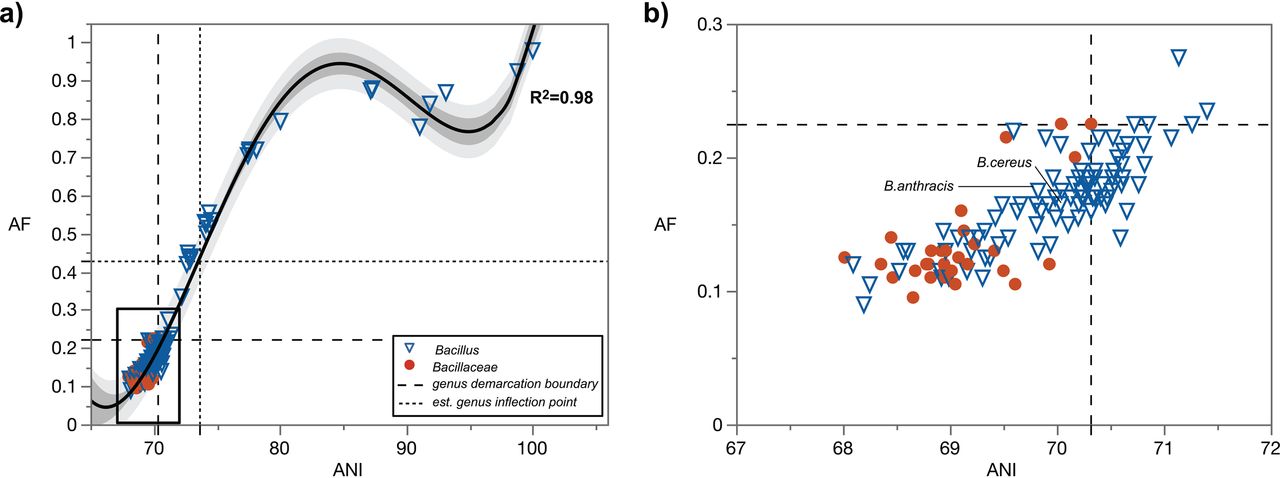 a)
1
0.9
0.8
0.7
0.6
0.5
0.4
0.3
0.2
0.1
0
AF
70
80
90
100
ANI
R2=0.98
Bacillus
Bacillaceae
genus demarcation boundary
est. genus inflection point
b)
0.3
0.2
0.1
0
AF
B.cereus
B.anthracis
67
68
69
70
71
72
ANI